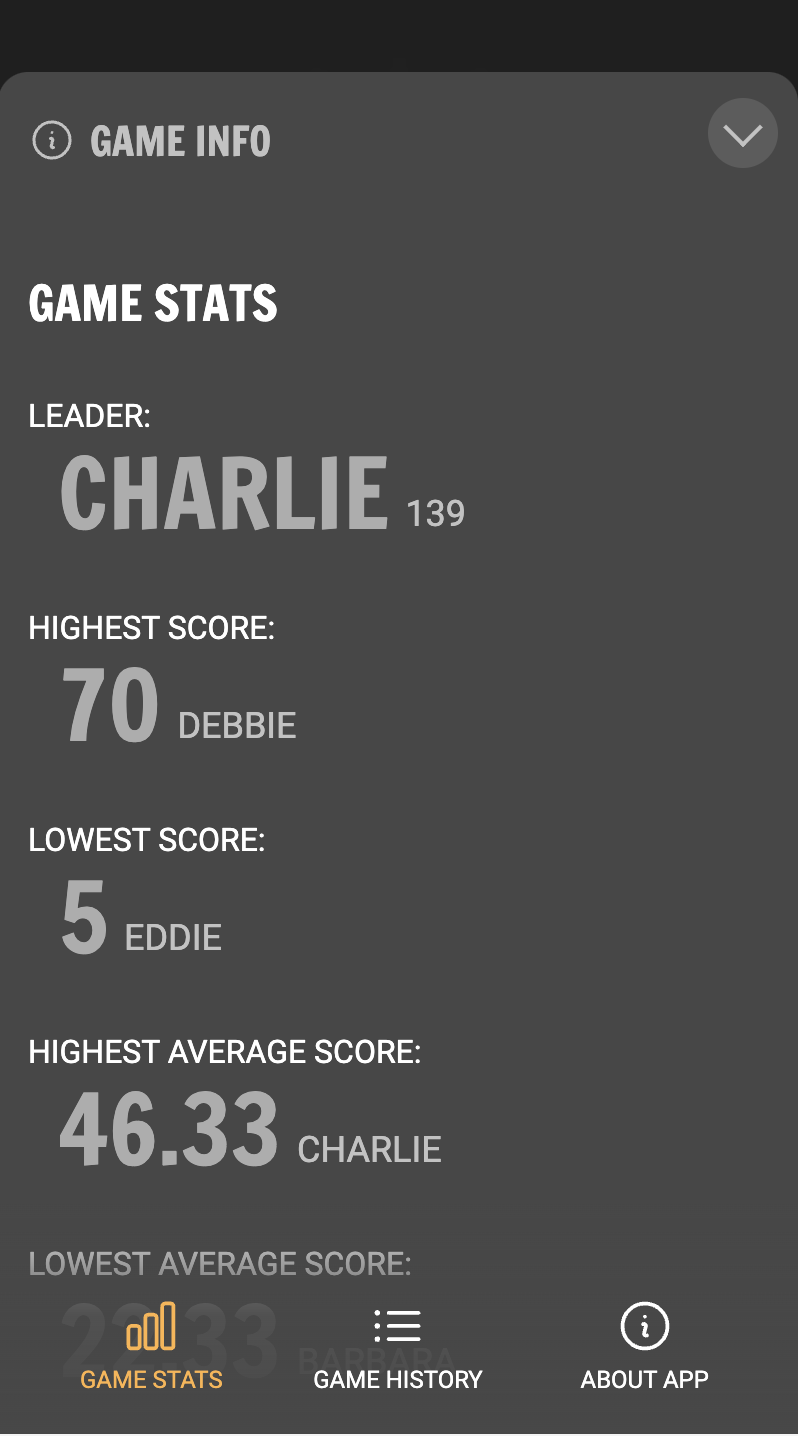 GAME INFO
GAME STATS
LEADER:
CHARLIE 139
HIGHEST SCORE:
70 DEBBIE
LOWEST SCORE:
5 EDDIE
HIGHEST AVERAGE SCORE:
46.33 CHARLIE
LOWEST AVERAGE SCORE:
22.33 BARBARA
GAME STATS GAME HISTORY ABOUT APP